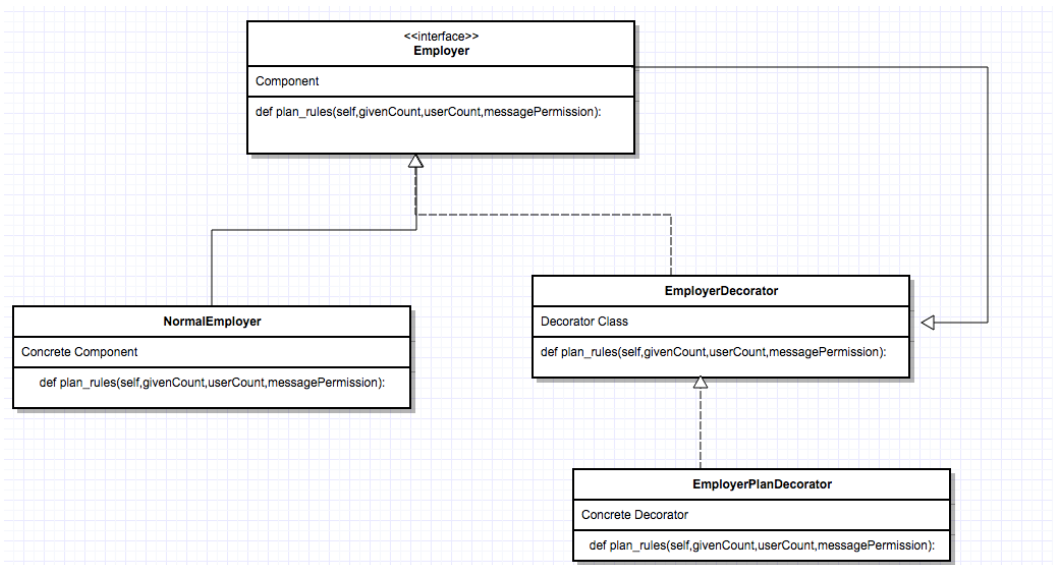 <<interface>>
Employer
Component
def plan_rules(self,givenCount,userCount,messagePermission):
EmployerDecorator
Decorator Class
def plan_rules(self,givenCount,userCount,messagePermission):
NormalEmployer
Concrete Component
def plan_rules(self,givenCount,userCount,messagePermission):
EmployerPlanDecorator
Concrete Decorator
def plan_rules(self,givenCount,userCount,messagePermission):